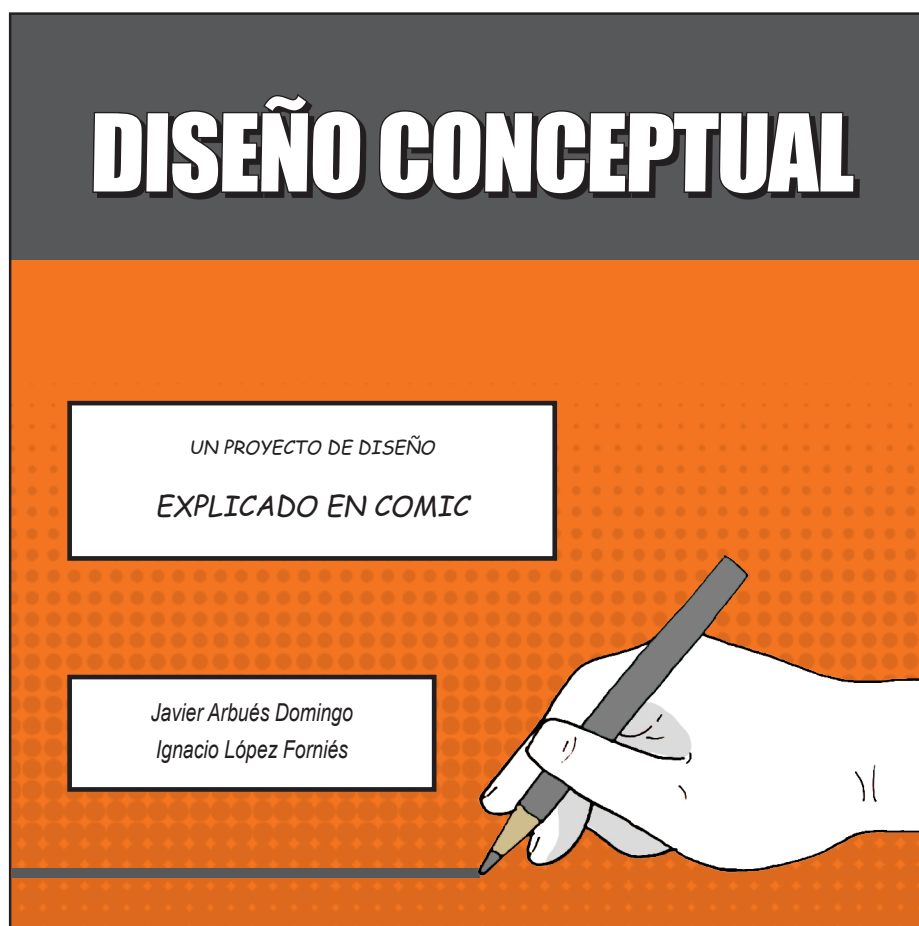 DISEÑO CONCEPTUAL
UN PROYECTO DE DISEÑO
EXPLICADO EN COMIC
Javier Arbués Domingo
Ignacio López Forniés